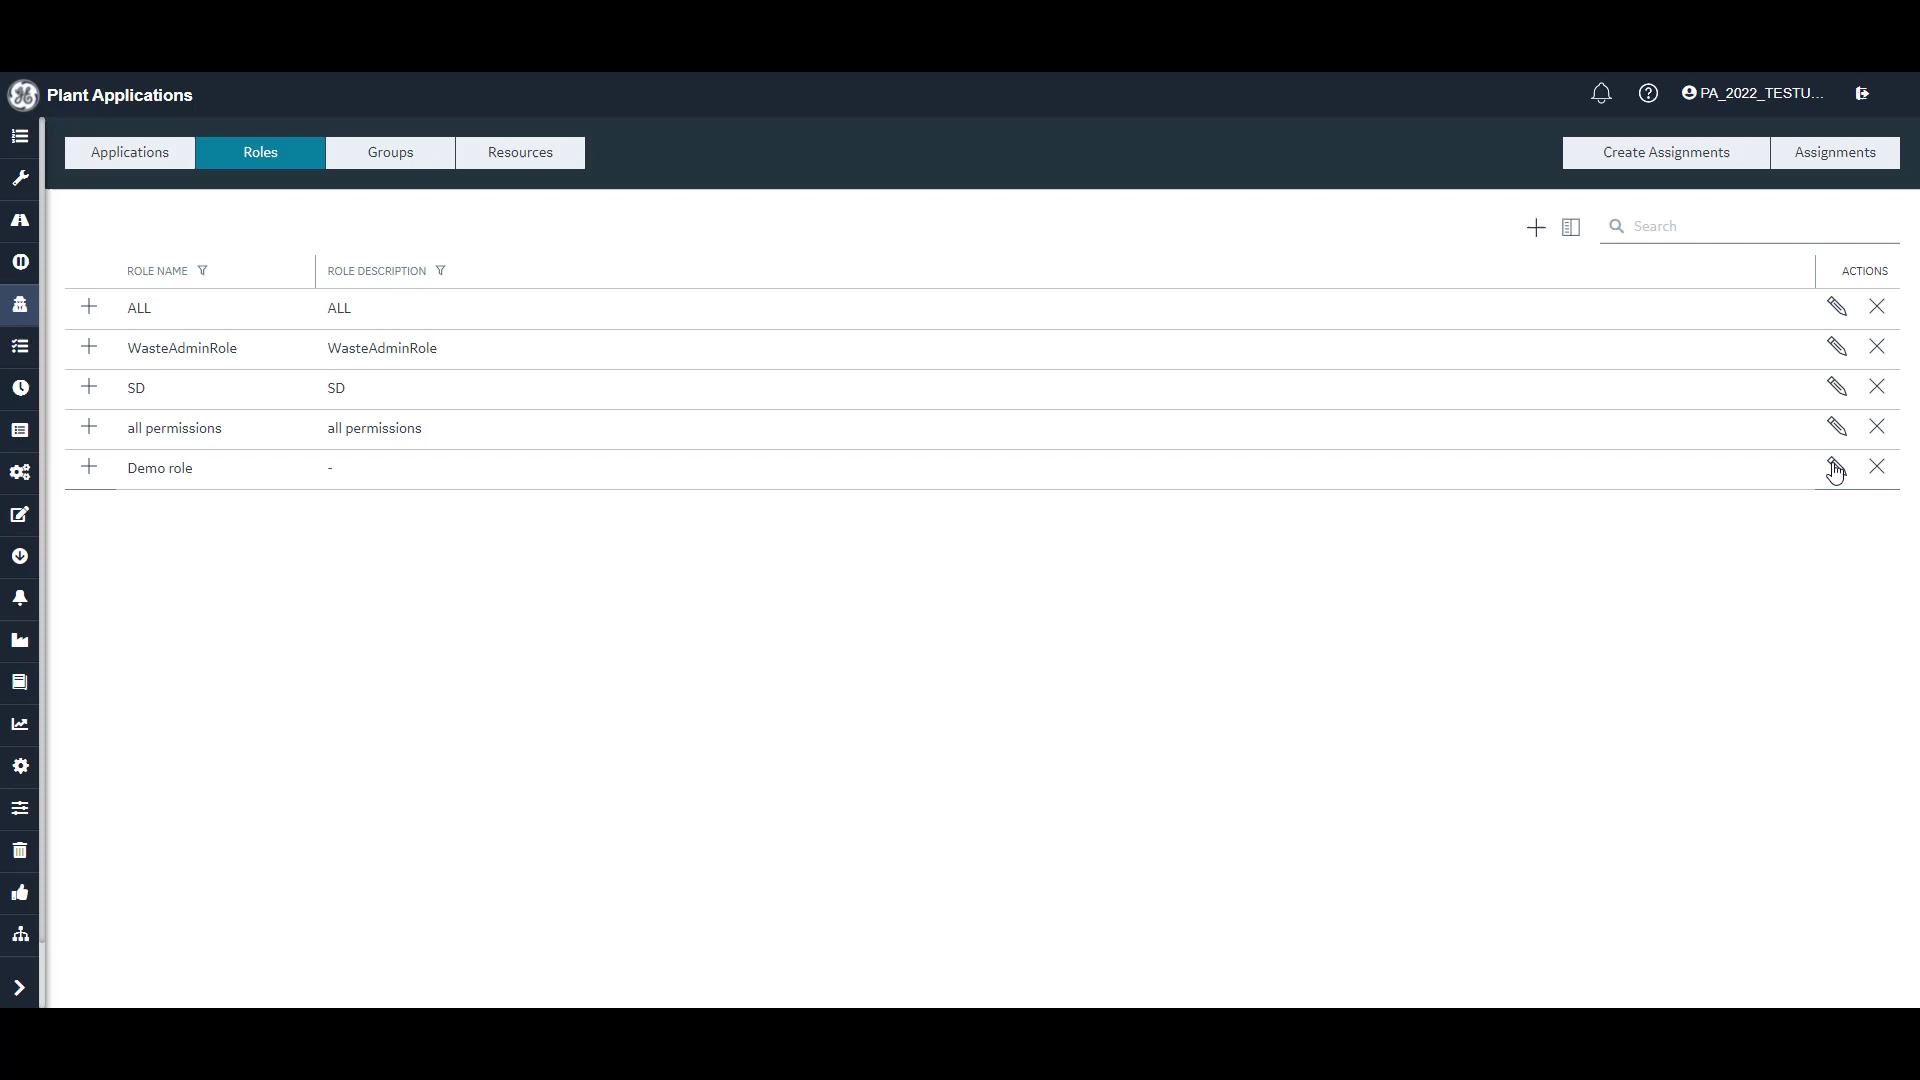 Plant Applications
PA_2022_TESTU...
Applications Roles Groups Resources Create Assignments Assignments
Search
ROLE NAME ROLE DESCRIPTION ACTIONS
ALL ALL
WasteAdminRole WasteAdminRole
SD SD
all permissions all permissions
Demo role -